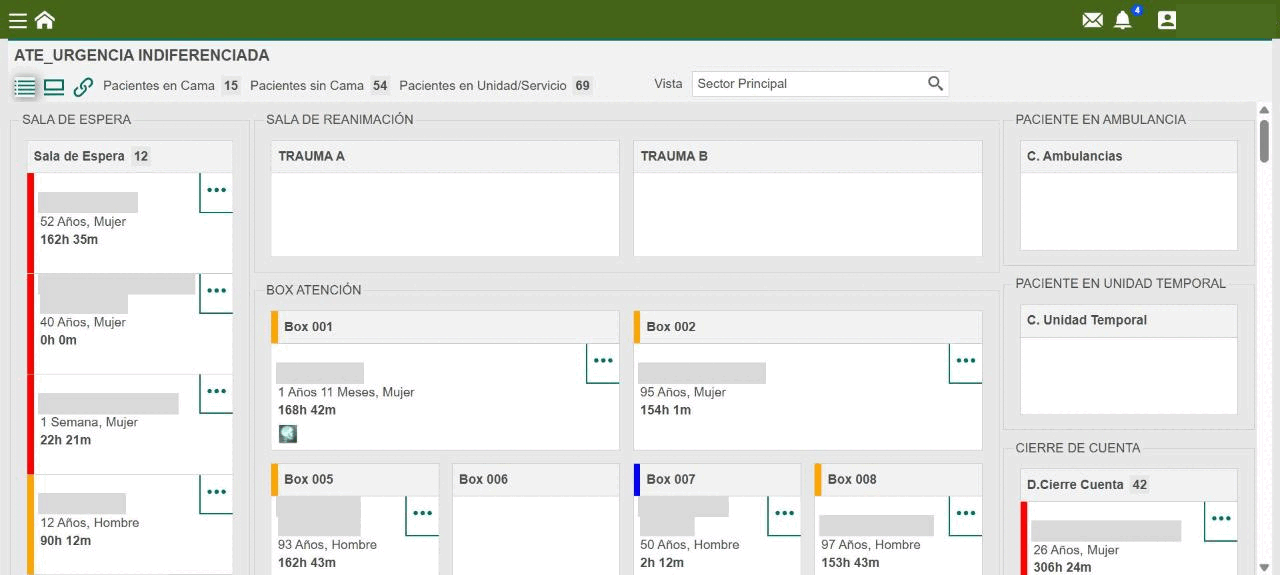 4
ATE_URGENCIA INDIFERENCIADA
Pacientes en Cama 15 Pacientes sin Cama 54 Pacientes en Unidad/Servicio 69 Vista Sector Principal
SALA DE ESPERA
Sala de Espera 12
52 Años, Mujer
162h 35m
40 Años, Mujer
0h 0m
1 Semana, Mujer
22h 21m
12 Años, Hombre
90h 12m
SALA DE REANIMACIÓN
TRAUMA A
TRAUMA B
BOX ATENCIÓN
Box 001
1 Años 11 Meses, Mujer
168h 42m
Box 002
95 Años, Mujer
154h 1m
Box 005
93 Años, Hombre
162h 43m
Box 006
Box 007
50 Años, Hombre
2h 12m
Box 008
97 Años, Hombre
153h 43m
PACIENTE EN AMBULANCIA
C. Ambulancias
PACIENTE EN UNIDAD TEMPORAL
C. Unidad Temporal
CIERRE DE CUENTA
D.Cierre Cuenta 42
26 Años, Mujer
306h 24m